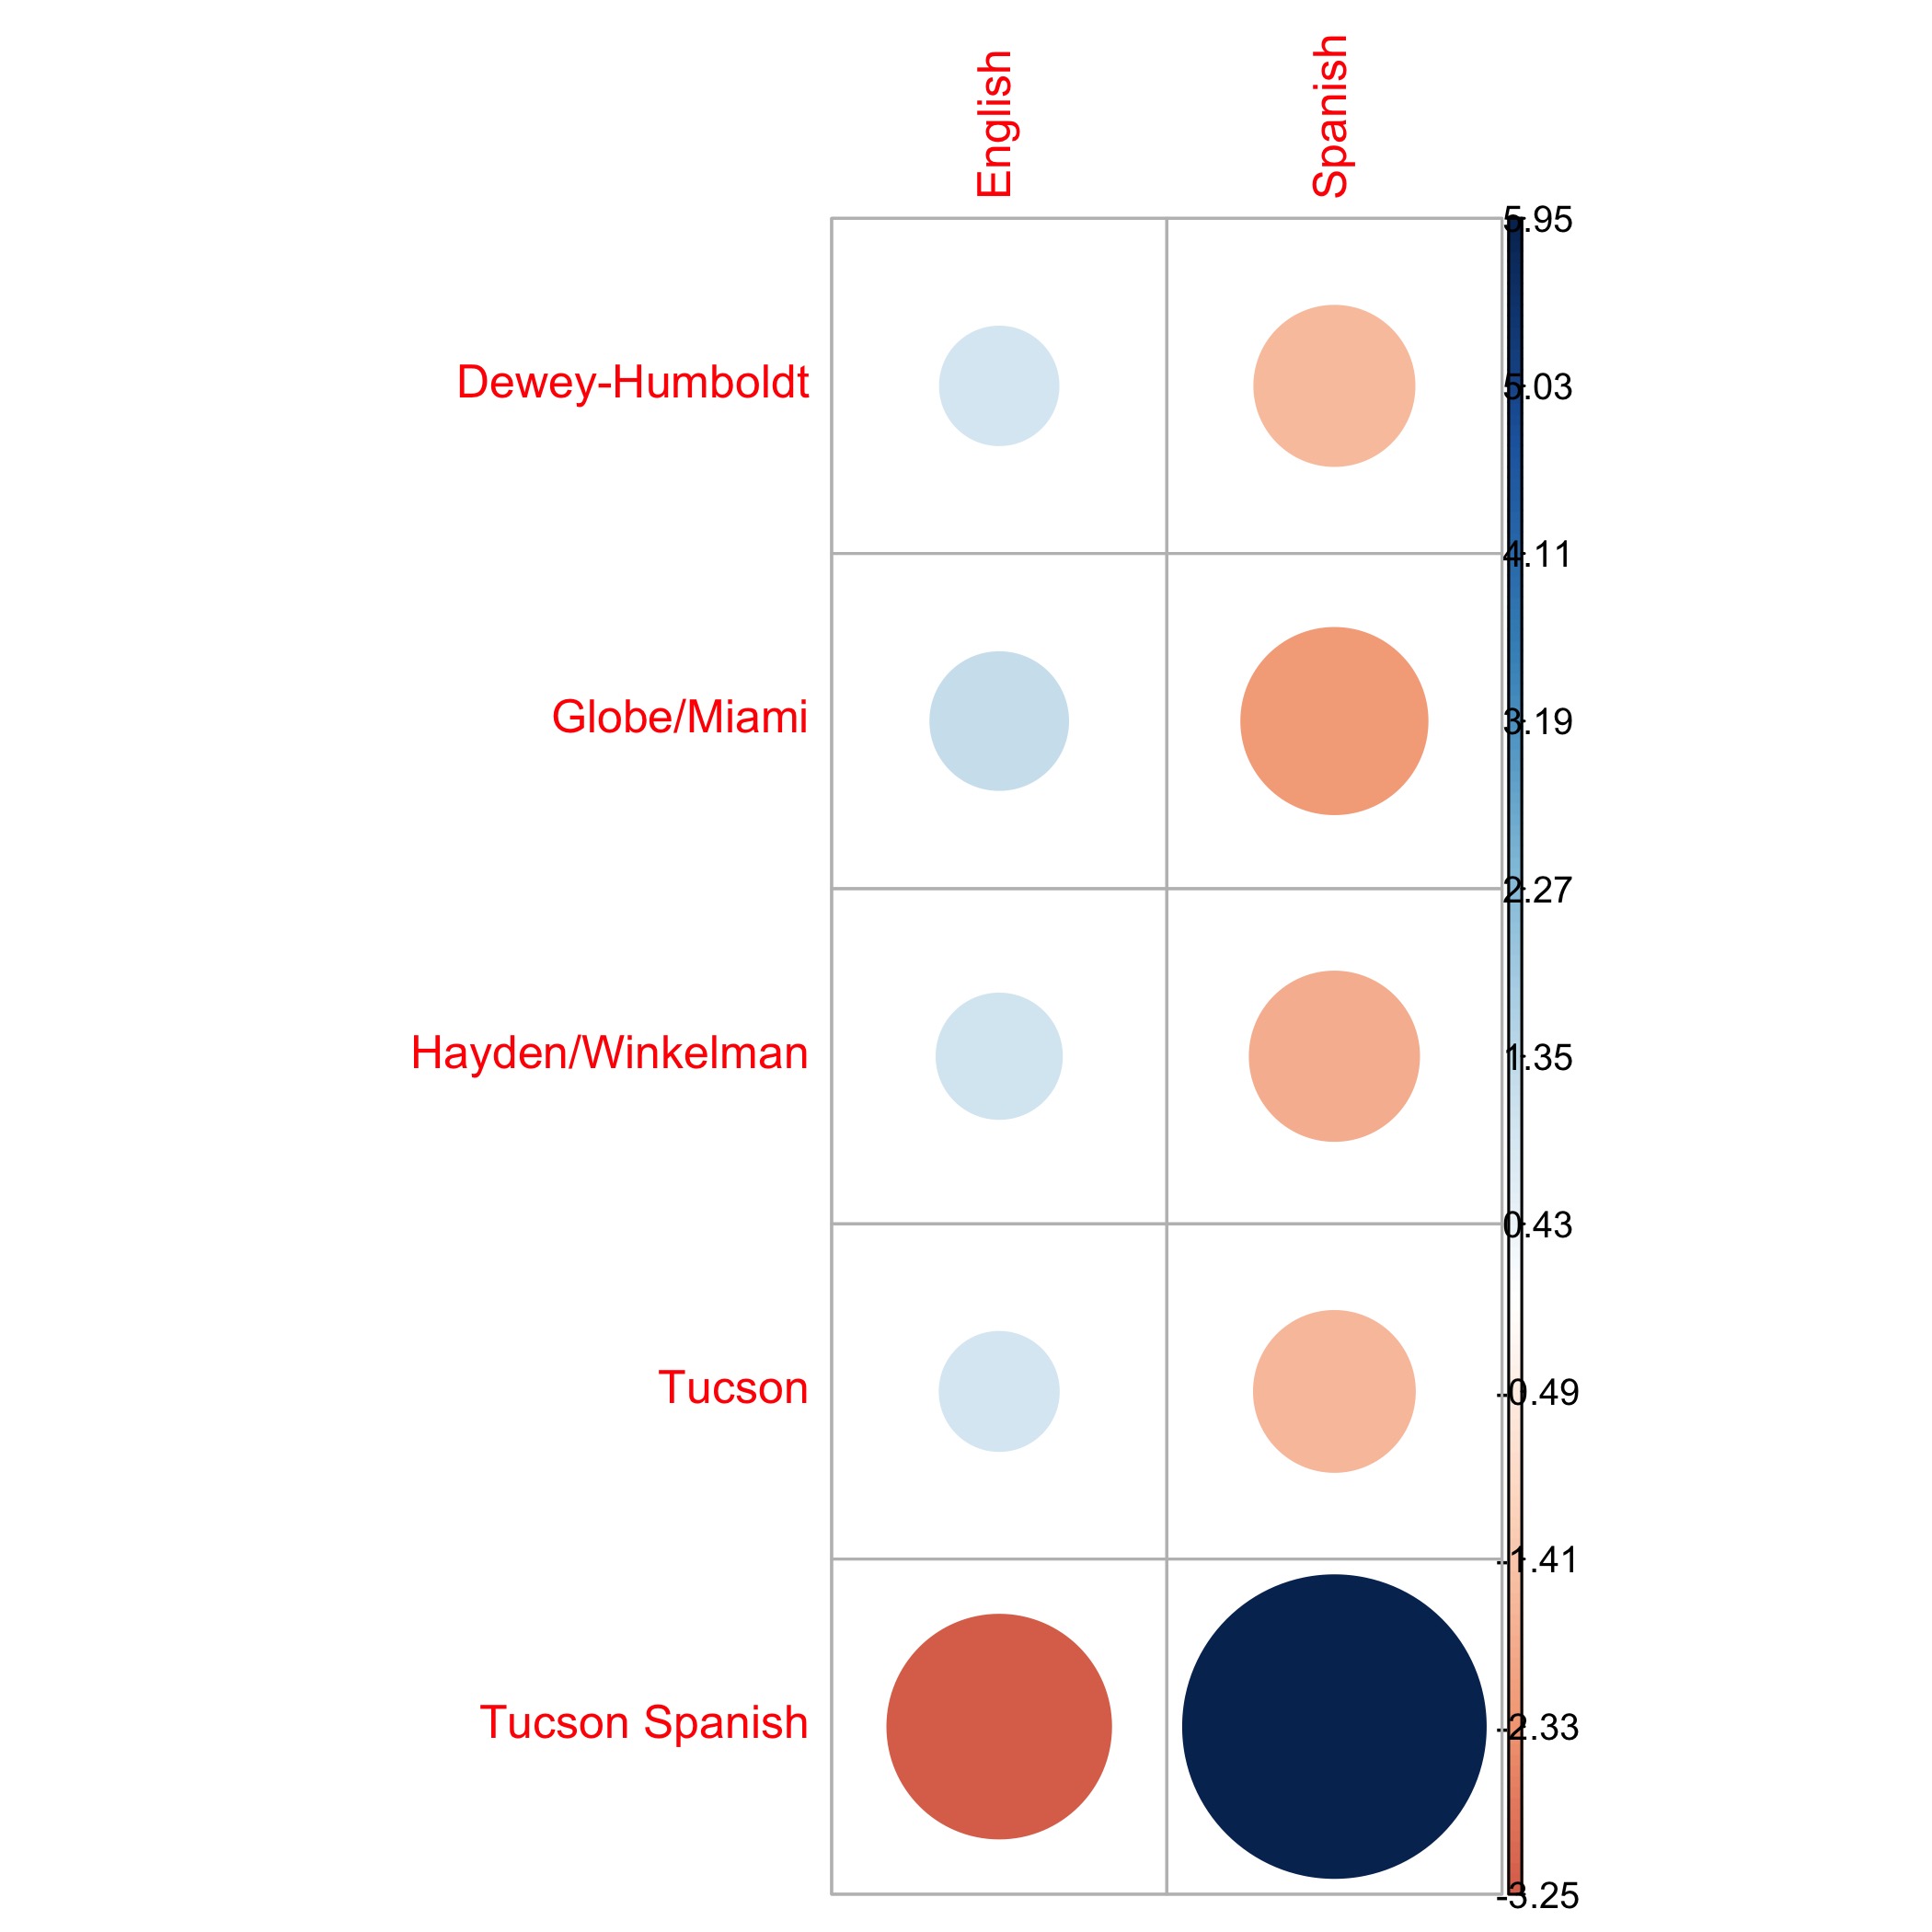 English
Spanish
Dewey-Humboldt
Globe/Miami
Hayden/Winkelman
Tucson
Tucson Spanish
5.95
5.03
4.11
3.19
2.27
1.35
0.43
-0.49
-1.41
-2.33
-3.25